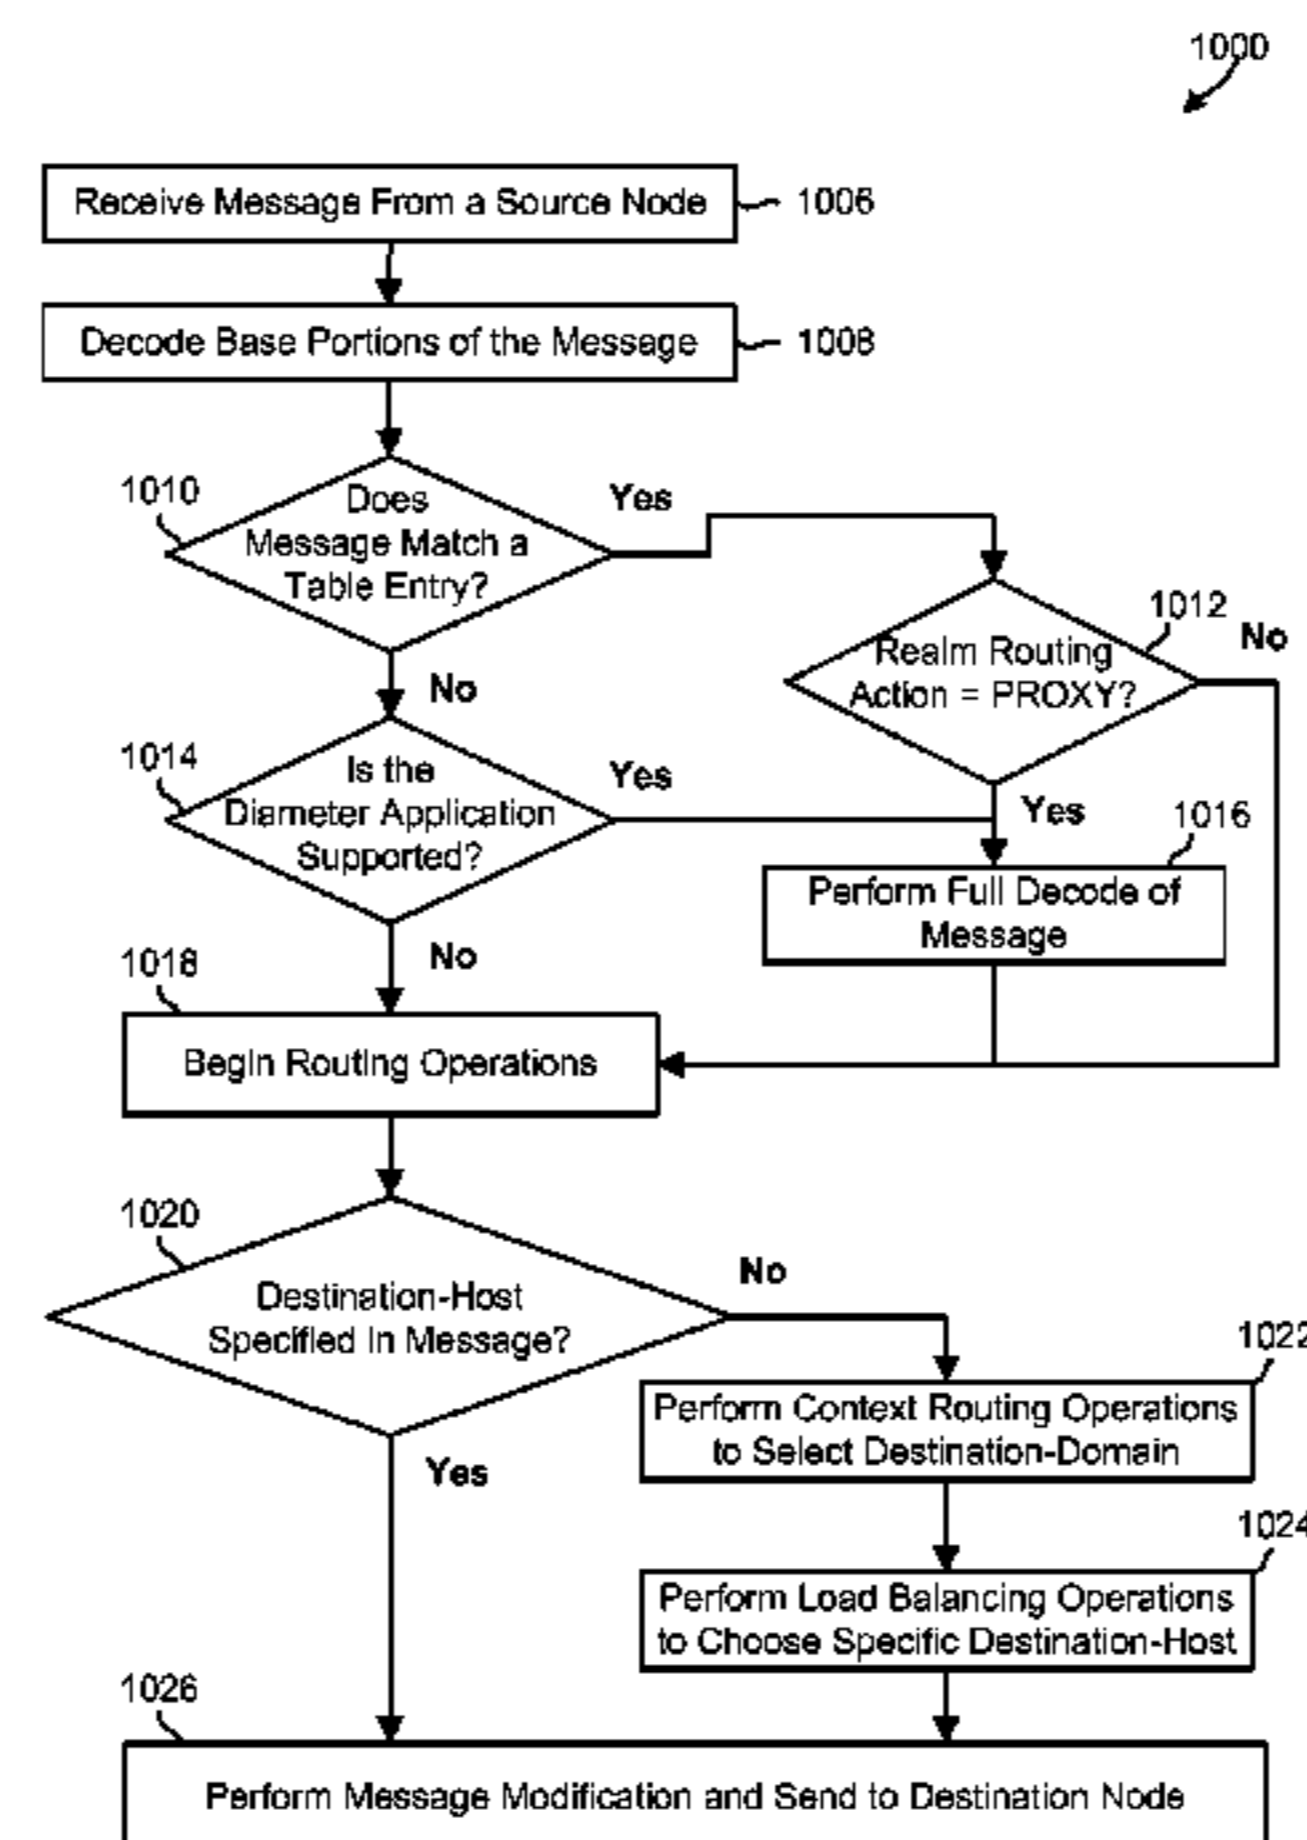 1000
Receive Message From a Source Node
1006
Decode Base Portions of the Message
1008
1010
Does
Message Match a
Table Entry?
Yes
No
1012
Realm Routing
Action = PROXY?
No
Yes
1014
Is the
Diameter Application
Supported?
Yes
No
1016
Perform Full Decode of
Message
1018
Begin Routing Operations
1020
Destination-Host
Specified In Message?
No
Yes
1022
Perform Context Routing Operations
to Select Destination-Domain
1024
Perform Load Balancing Operations
to Choose Specific Destination-Host
1026
Perform Message Modification and Send to Destination Node